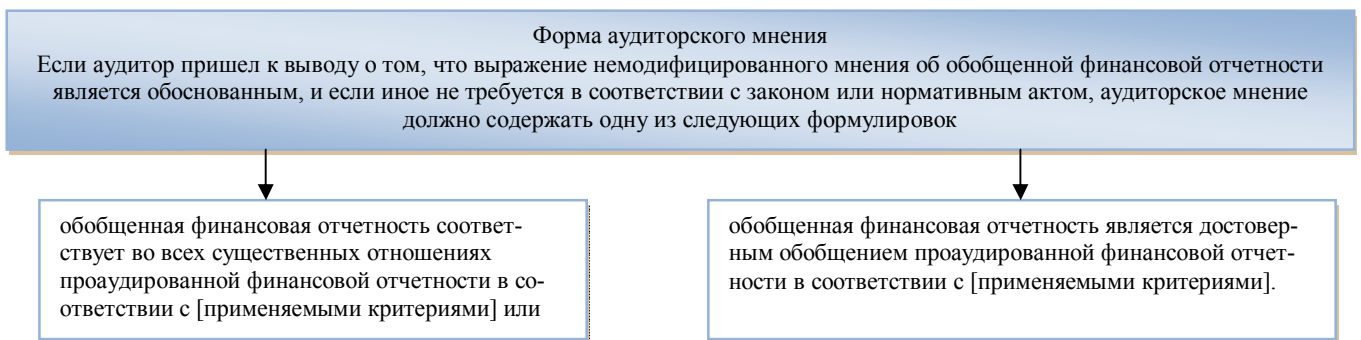 Форма аудиторского мнения
Если аудитор пришел к выводу о том, что выражение немодифицированного мнения об обобщенной финансовой отчетности
является обоснованным, и если иное не требуется в соответствии с законом или нормативным актом, аудиторское мнение
должно содержать одну из следующих формулировок
обобщенная финансовая отчетность соответ-
ствует во всех существенных отношениях
проаудированной финансовой отчетности в со-
ответствии с [применяемыми критериями] или
обобщенная финансовая отчетность является достовер-
ным обобщением проаудированной финансовой отчет-
ности в соответствии с [применяемыми критериями].